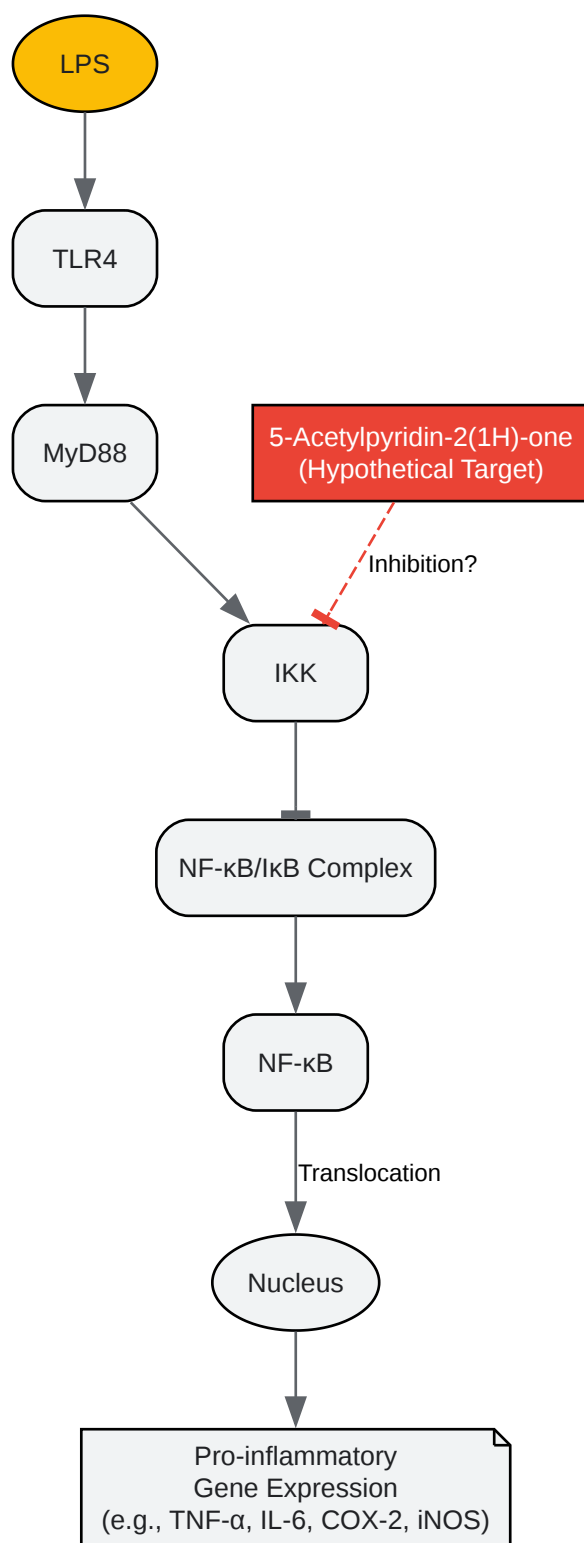 LPS
TLR4
MyD88
5-Acetylpyridin-2(1H)-one
(Hypothetical Target)
Inhibition?
IKK
NF-κB/IκB Complex
NF-κB
Translocation
Nucleus
Pro-inflammatory
Gene Expression
(e.g., TNF-α, IL-6, COX-2, iNOS)